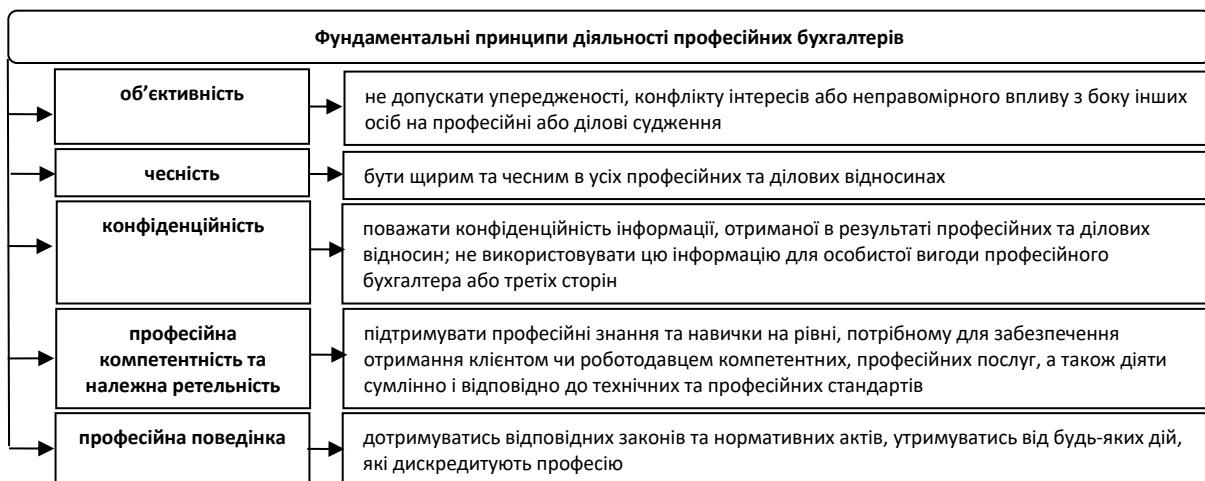 Фундаментальні принципи діяльності професійних бухгалтерів
об’єктивність
не допускати упередженості, конфлікту інтересів або неправомірного впливу з боку інших
осіб на професійні або ділові судження
чесність
бути щирим та чесним в усіх професійних та ділових відносинах
конфіденційність
поважати конфіденційність інформації, отриманої в результаті професійних та ділових
відносин; не використовувати цю інформацію для особистої вигоди професійного
бухгалтера або третіх сторін
професійна
компетентність та
належна ретельність
підтримувати професійні знання та навички на рівні, потрібному для забезпечення
отримання клієнтом чи роботодавцем компетентних, професійних послуг, а також діяти
сумлінно і відповідно до технічних та професійних стандартів
професійна поведінка
дотримуватись відповідних законів та нормативних актів, утримуватись від будь-яких дій,
які дискредитують професію